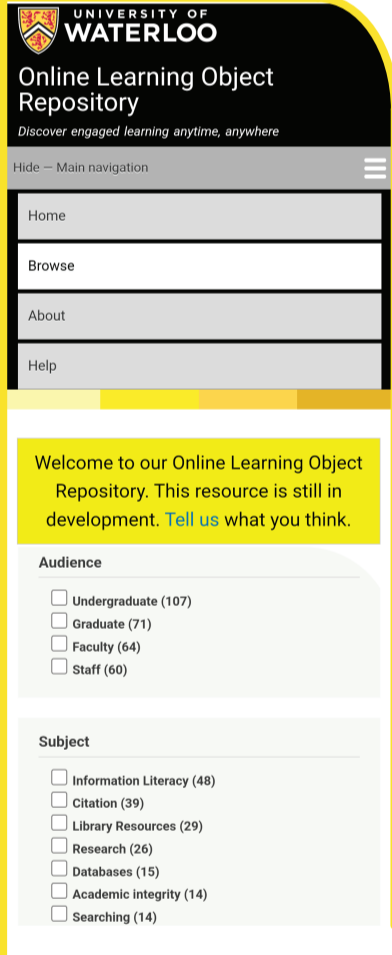 UNIVERSITY OF
WATERLOO
Online Learning Object
Repository
Discover engaged learning anytime, anywhere
Hide — Main navigation
Home
Browse
About
Help
Welcome to our Online Learning Object
Repository. This resource is still in
development. Tell us what you think.
Audience
Undergraduate (107)
Graduate (71)
Faculty (64)
Staff (60)
Subject
Information Literacy (48)
Citation (39)
Library Resources (29)
Research (26)
Databases (15)
Academic integrity (14)
Searching (14)